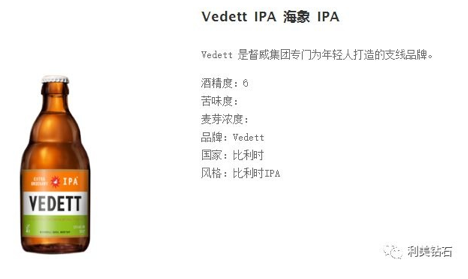 Vedett IPA 海象 IPA
Vedett 是督威集团专门为年轻人打造的支线品牌。
酒精度：6
苦味度：
麦芽浓度：
品牌：Vedett
国家：比利时
风格：比利时IPA
IPA
VEDETT
利美钻石